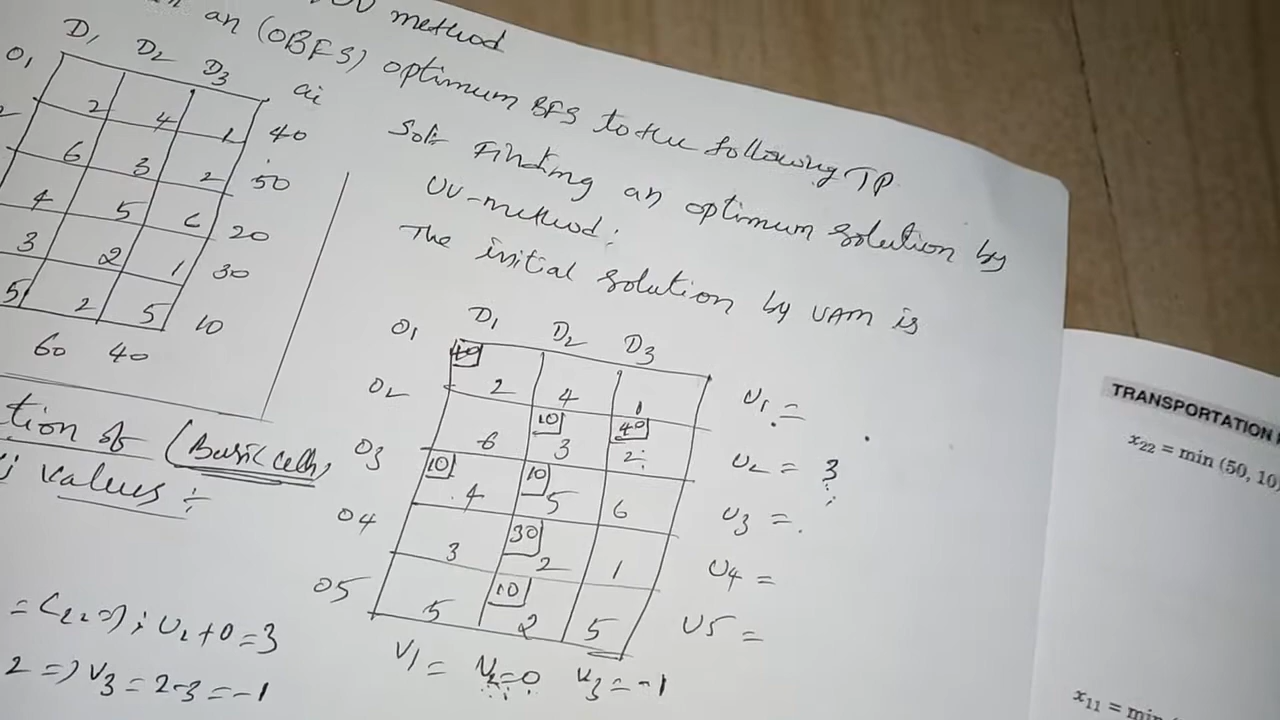 UV method
an (OBFS) optimum BFS to the following TP.
D1 D2 D3 ai
O1 2 4 1 40
6 3 2 50
4 5 6 20
3 2 1 30
5 2 5 10
60 40
Sol: Finding an optimum solution by
UV-method:
The initial solution by VAM is
D1 D2 D3
O1 40 2 4 1 U1 =
O2 6 10 3 40 2 U2 = 3
O3 10 4 10 5 6 U3 =
O4 3 30 2 1 U4 =
O5 5 10 2 5 U5 =
V1 = V2=0 V3=-1
tion of (Basic cells)
values :-
= C22 => ; U2+0=3
2 => V3 = 2-3 = -1
TRANSPORTATION
x22 = min (50, 10)
x11 = min